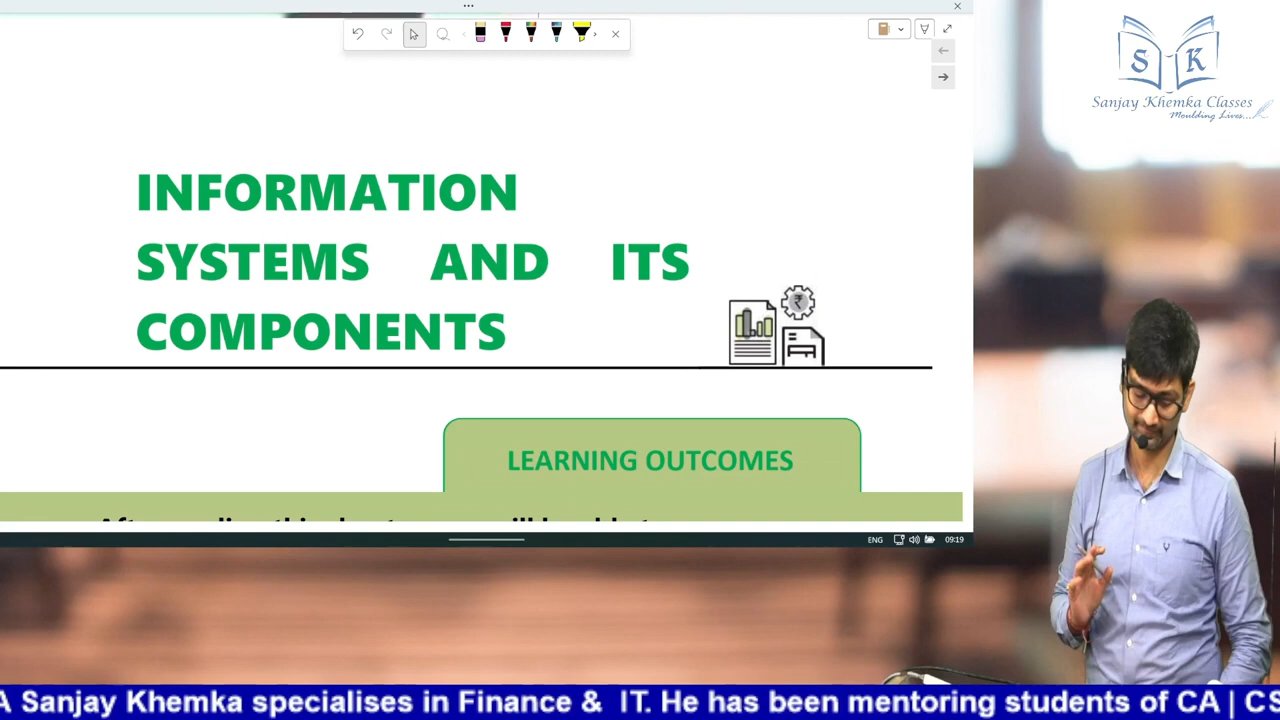 S K
Sanjay Khemka Classes
Moulding Lives...
INFORMATION
SYSTEMS AND ITS
COMPONENTS
₹
LEARNING OUTCOMES
ENG 09:19
A Sanjay Khemka specialises in Finance & IT. He has been mentoring students of CA | CS